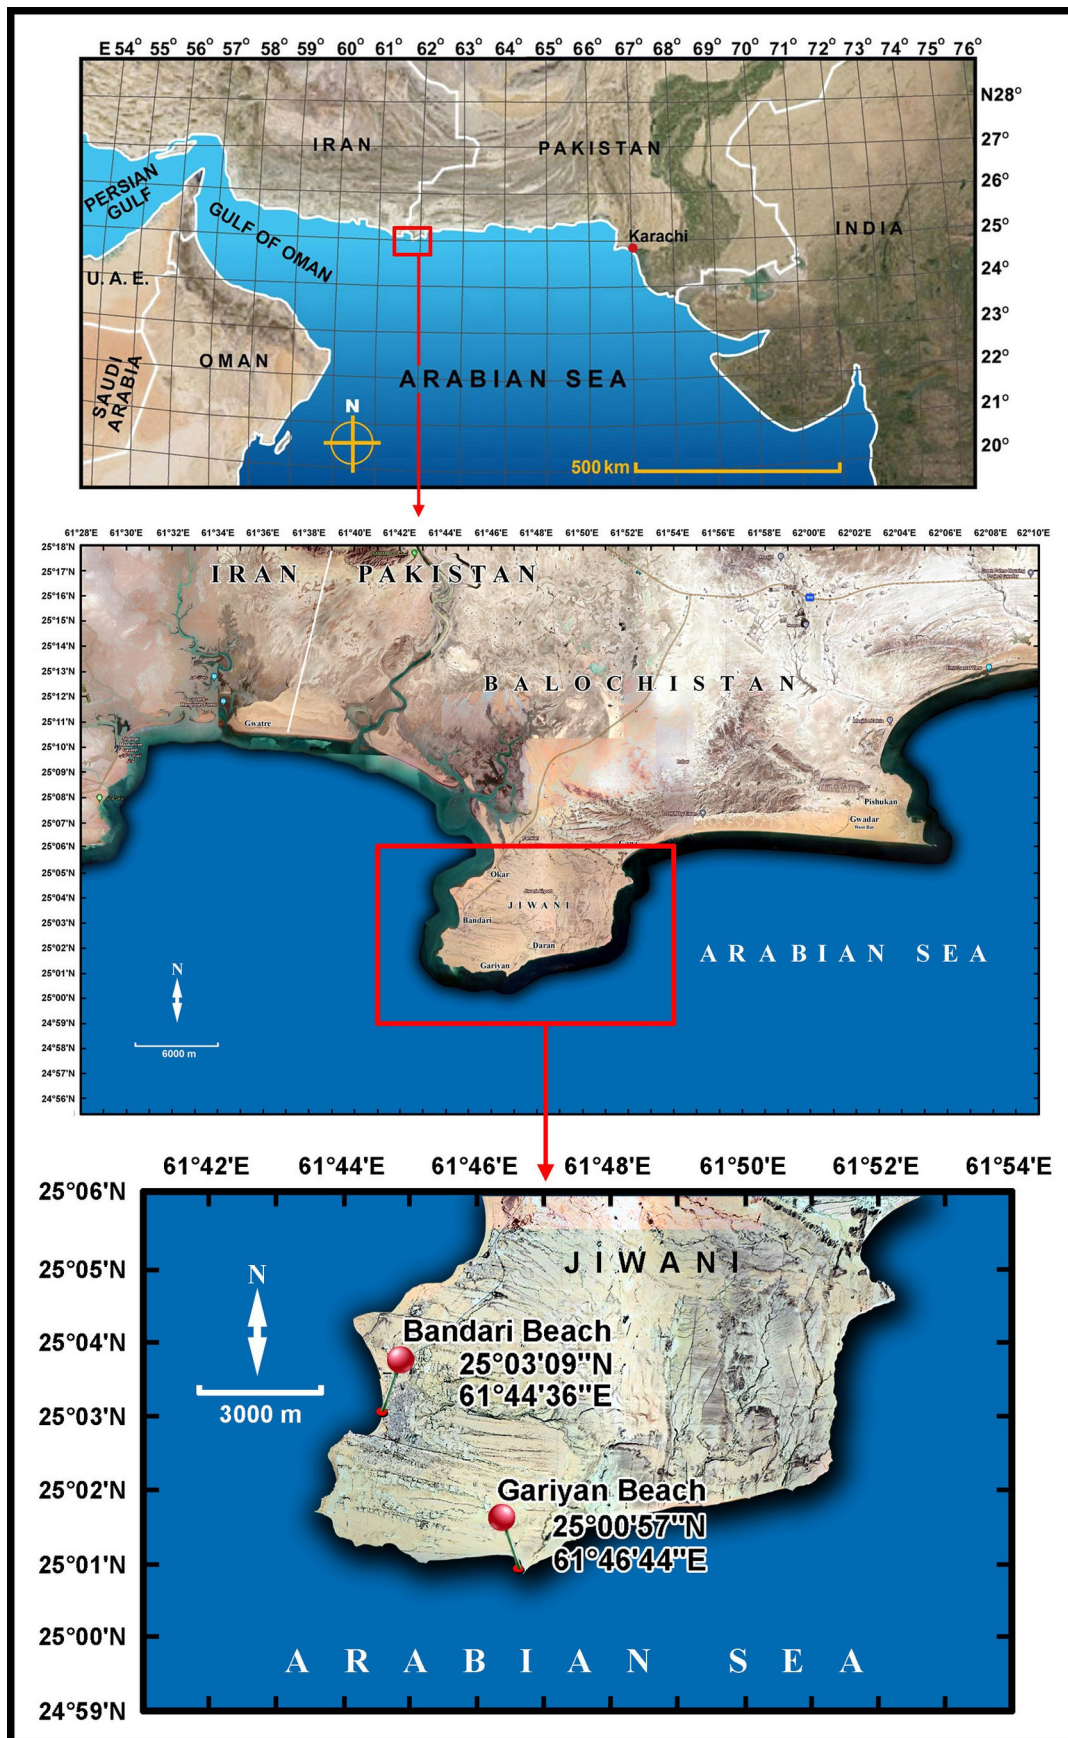 E 54° 55° 56° 57° 58° 59° 60° 61° 62° 63° 64° 65° 66° 67° 68° 69° 70° 71° 72° 73° 74° 75° 76°
N28°
27°
26°
25°
24°
23°
22°
21°
20°
IRAN
PAKISTAN
INDIA
PERSIAN
GULF
GULF OF OMAN
Karachi
U. A. E.
OMAN
SAUDI
ARABIA
ARABIAN SEA
N
500 km
61°28'E 61°30'E 61°32'E 61°34'E 61°36'E 61°38'E 61°40'E 61°42'E 61°44'E 61°46'E 61°48'E 61°50'E 61°52'E 61°54'E 61°56'E 61°58'E 62°00'E 62°02'E 62°04'E 62°06'E 62°08'E 62°10'E
25°18'N
25°17'N
25°16'N
25°15'N
25°14'N
25°13'N
25°12'N
25°11'N
25°10'N
25°09'N
25°08'N
25°07'N
25°06'N
25°05'N
25°04'N
25°03'N
25°02'N
25°01'N
25°00'N
24°59'N
24°58'N
24°57'N
24°56'N
IRAN
PAKISTAN
BALOCHISTAN
Gwatre
Pishukan
Gwadar
West Bay
Okar
Jiwani Airport
JIWANI
Bandari
Daran
Gariyan
ARABIAN SEA
N
6000 m
61°42'E 61°44'E 61°46'E 61°48'E 61°50'E 61°52'E 61°54'E
25°06'N
25°05'N
25°04'N
25°03'N
25°02'N
25°01'N
25°00'N
24°59'N
JIWANI
N
3000 m
Bandari Beach
25°03'09"N
61°44'36"E
Gariyan Beach
25°00'57"N
61°46'44"E
ARABIAN SEA